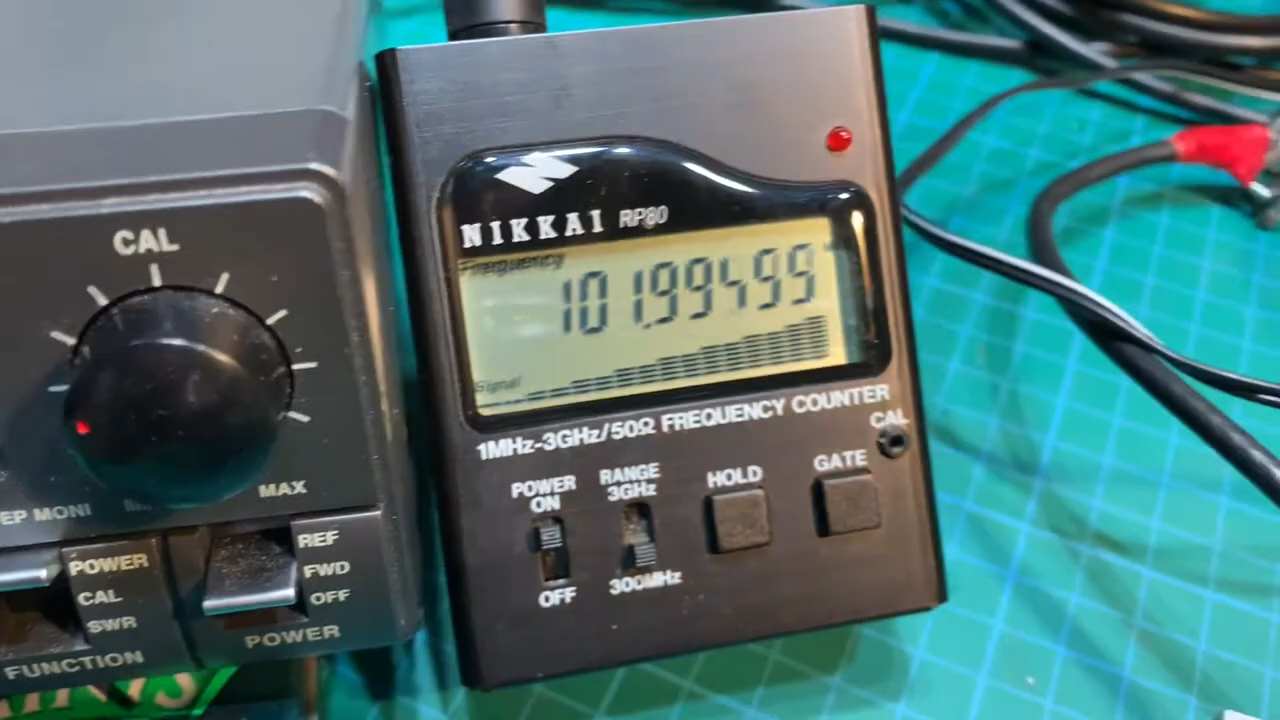 NIKKAI RP80
Frequency
101.99499
Signal
1MHz-3GHz/50Ω FREQUENCY COUNTER
CAL
POWER
ON
OFF
RANGE
3GHz
300MHz
HOLD
GATE
CAL
MAX
EP MONI
POWER
CAL
SWR
FUNCTION
REF
FWD
OFF
POWER